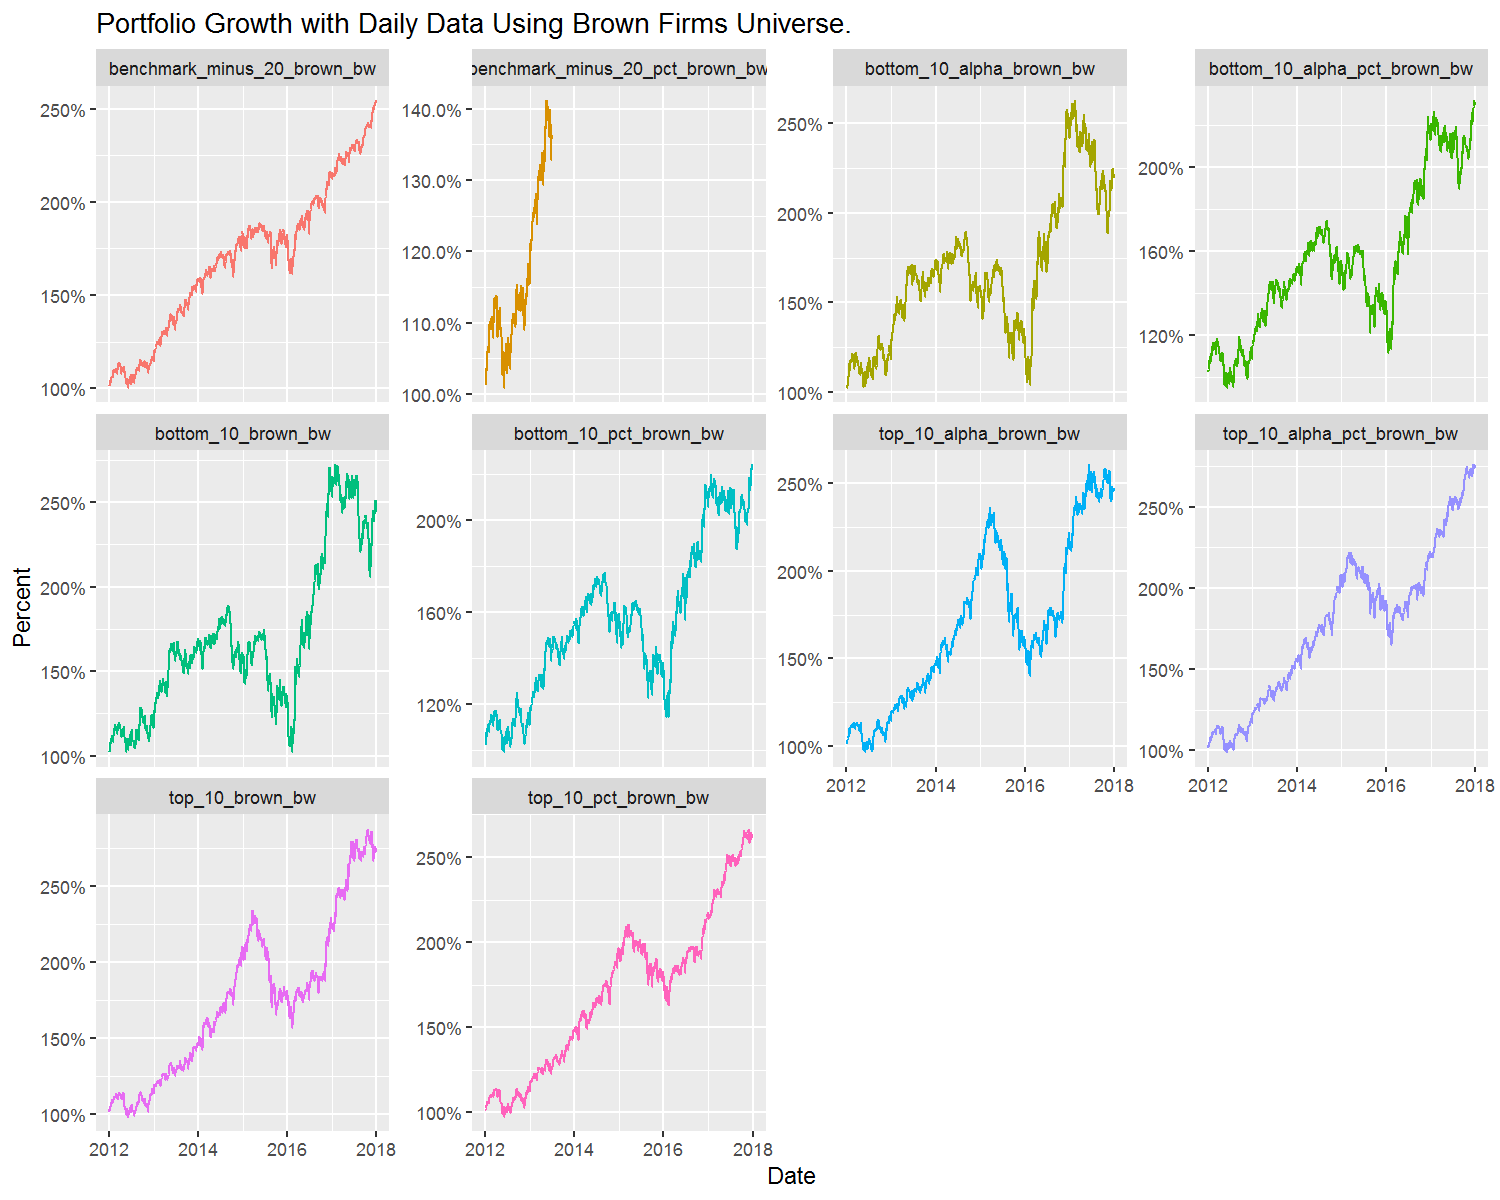 Portfolio Growth with Daily Data Using Brown Firms Universe.
benchmark_minus_20_brown_bw
benchmark_minus_20_pct_brown_bw
bottom_10_alpha_brown_bw
bottom_10_alpha_pct_brown_bw
250%
200%
150%
100%
140.0%
130.0%
120.0%
110.0%
100.0%
250%
200%
150%
100%
200%
160%
120%
bottom_10_brown_bw
bottom_10_pct_brown_bw
top_10_alpha_brown_bw
top_10_alpha_pct_brown_bw
Percent
250%
200%
150%
100%
200%
160%
120%
250%
200%
150%
100%
250%
200%
150%
100%
2012 2014 2016 2018
2012 2014 2016 2018
top_10_brown_bw
top_10_pct_brown_bw
250%
200%
150%
100%
250%
200%
150%
100%
2012 2014 2016 2018
2012 2014 2016 2018
Date